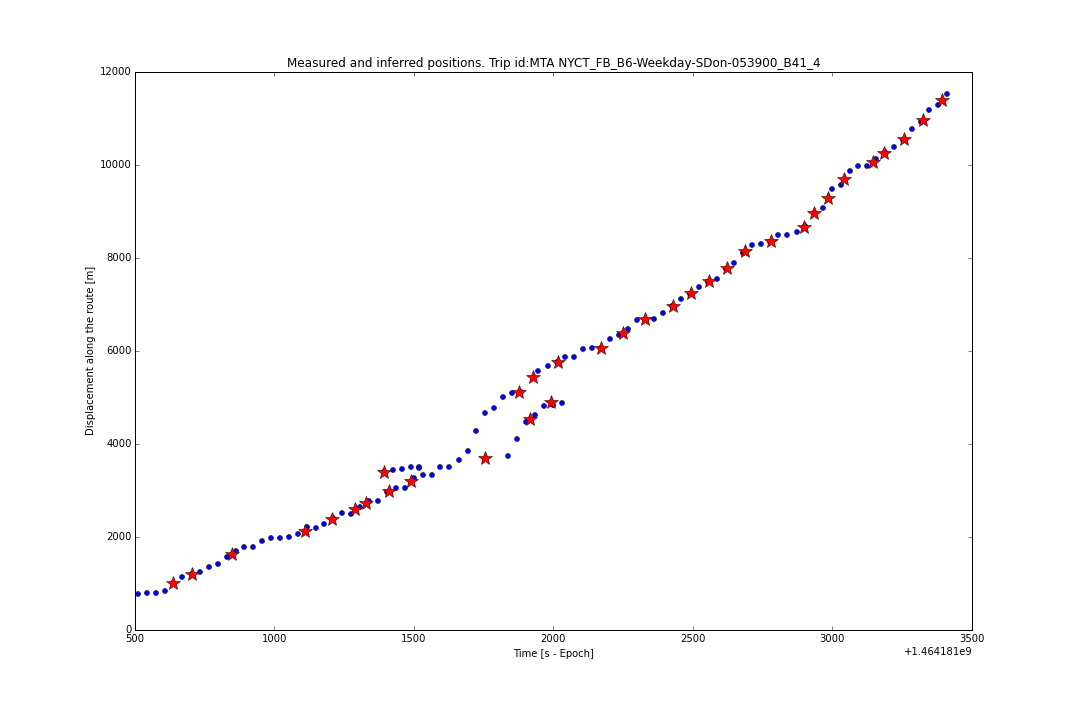 Measured and inferred positions. Trip id:MTA NYCT_FB_B6-Weekday-SDon-053900_B41_4
12000
10000
8000
6000
4000
2000
0
Displacement along the route [m]
500 1000 1500 2000 2500 3000 3500
Time [s - Epoch]
+1.464181e9